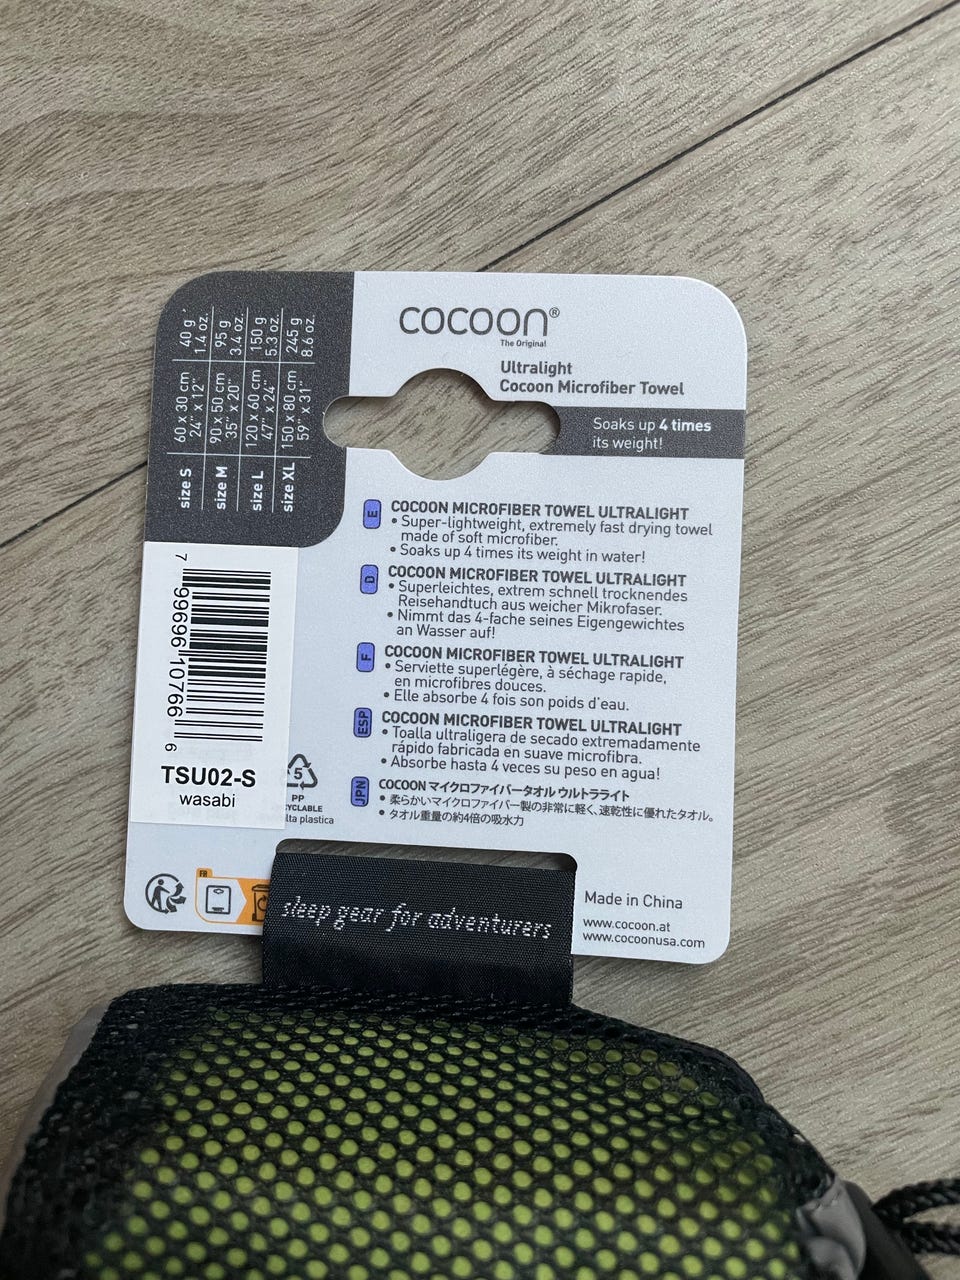 cocoon®
The Original
Ultralight
Cocoon Microfiber Towel
Soaks up 4 times
its weight!
size S 60 x 30 cm 40 g
24" x 12" 1.4 oz.
size M 90 x 50 cm 95 g
35" x 20" 3.4 oz.
size L 120 x 60 cm 150 g
47" x 24" 5.3 oz.
size XL 150 x 80 cm 245 g
59" x 31" 8.6 oz.
E COCOON MICROFIBER TOWEL ULTRALIGHT
• Super-lightweight, extremely fast drying towel
made of soft microfiber.
• Soaks up 4 times its weight in water!
D COCOON MICROFIBER TOWEL ULTRALIGHT
• Superleichtes, extrem schnell trocknendes
Reisehandtuch aus weicher Mikrofaser.
• Nimmt das 4-fache seines Eigengewichtes
an Wasser auf!
F COCOON MICROFIBER TOWEL ULTRALIGHT
• Serviette superlégère, à séchage rapide,
en microfibres douces.
• Elle absorbe 4 fois son poids d'eau.
ESP COCOON MICROFIBER TOWEL ULTRALIGHT
• Toalla ultraligera de secado extremadamente
rápido fabricada en suave microfibra.
• Absorbe hasta 4 veces su peso en agua!
JPN COCOON マイクロファイバータオル ウルトラライト
• 柔らかいマイクロファイバー製の非常に軽く、速乾性に優れたタオル。
• タオル重量の約4倍の吸水力
7 99696 10766 6
TSU02-S
wasabi
5
PP
CYCLABLE
lta plastica
FR
sleep gear for adventurers
Made in China
www.cocoon.at
www.cocoonusa.com